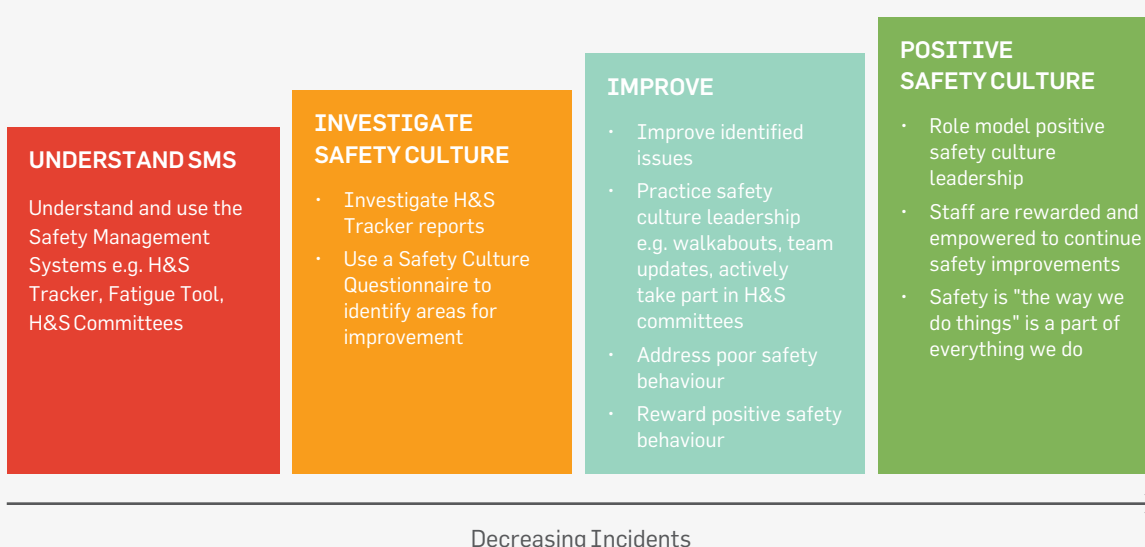 UNDERSTAND SMS
Understand and use the
Safety Management
Systems e.g. H&S
Tracker, Fatigue Tool,
H&S Committees
INVESTIGATE
SAFETY CULTURE
· Investigate H&S
Tracker reports
· Use a Safety Culture
Questionnaire to
identify areas for
improvement
IMPROVE
· Improve identified
issues
· Practice safety
culture leadership
e.g. walkabouts, team
updates, actively
take part in H&S
committees
· Address poor safety
behaviour
· Reward positive safety
behaviour
POSITIVE
SAFETY CULTURE
· Role model positive
safety culture
leadership
· Staff are rewarded and
empowered to continue
safety improvements
· Safety is "the way we
do things" is a part of
everything we do
Decreasing Incidents